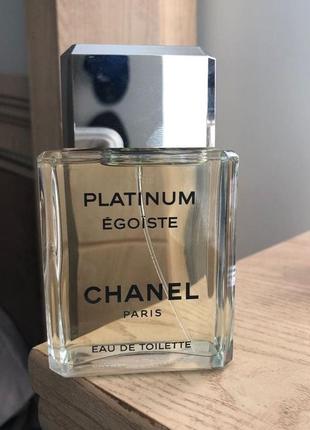 PLATINUM
ÉGOÏSTE
CHANEL
PARIS
EAU DE TOILETTE